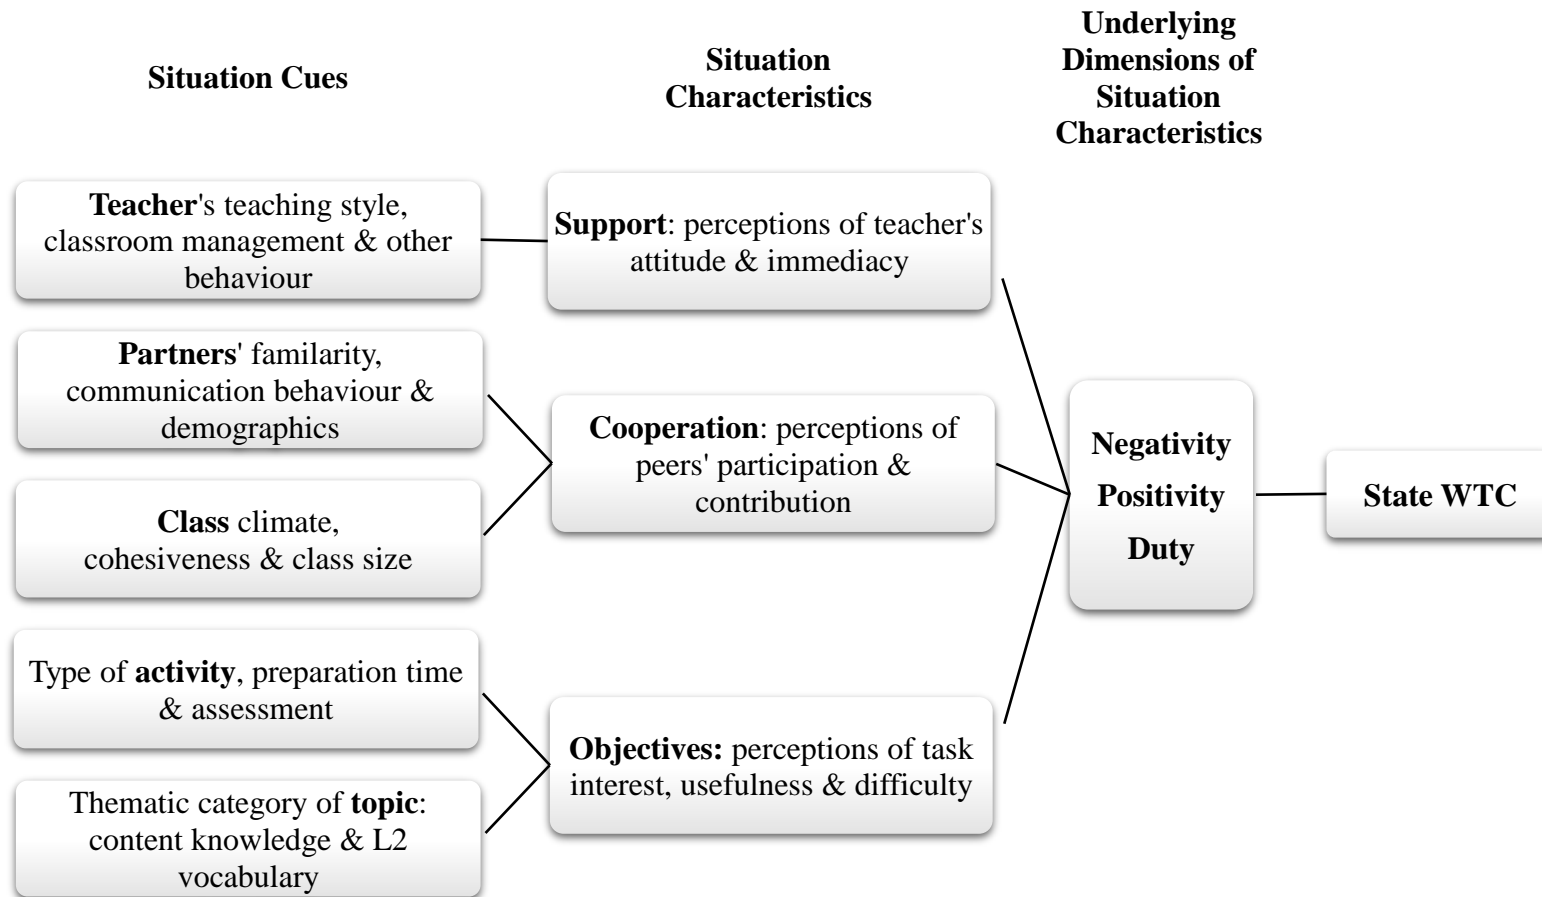 Situation Cues
Situation
Characteristics
Underlying
Dimensions of
Situation
Characteristics
Teacher's teaching style,
classroom management & other
behaviour
Support: perceptions of teacher's
attitude & immediacy
Partners' familarity,
communication behaviour &
demographics
Cooperation: perceptions of
peers' participation &
contribution
Class climate,
cohesiveness & class size
Type of activity, preparation time
& assessment
Objectives: perceptions of task
interest, usefulness & difficulty
Thematic category of topic:
content knowledge & L2
vocabulary
Negativity
Positivity
Duty
State WTC